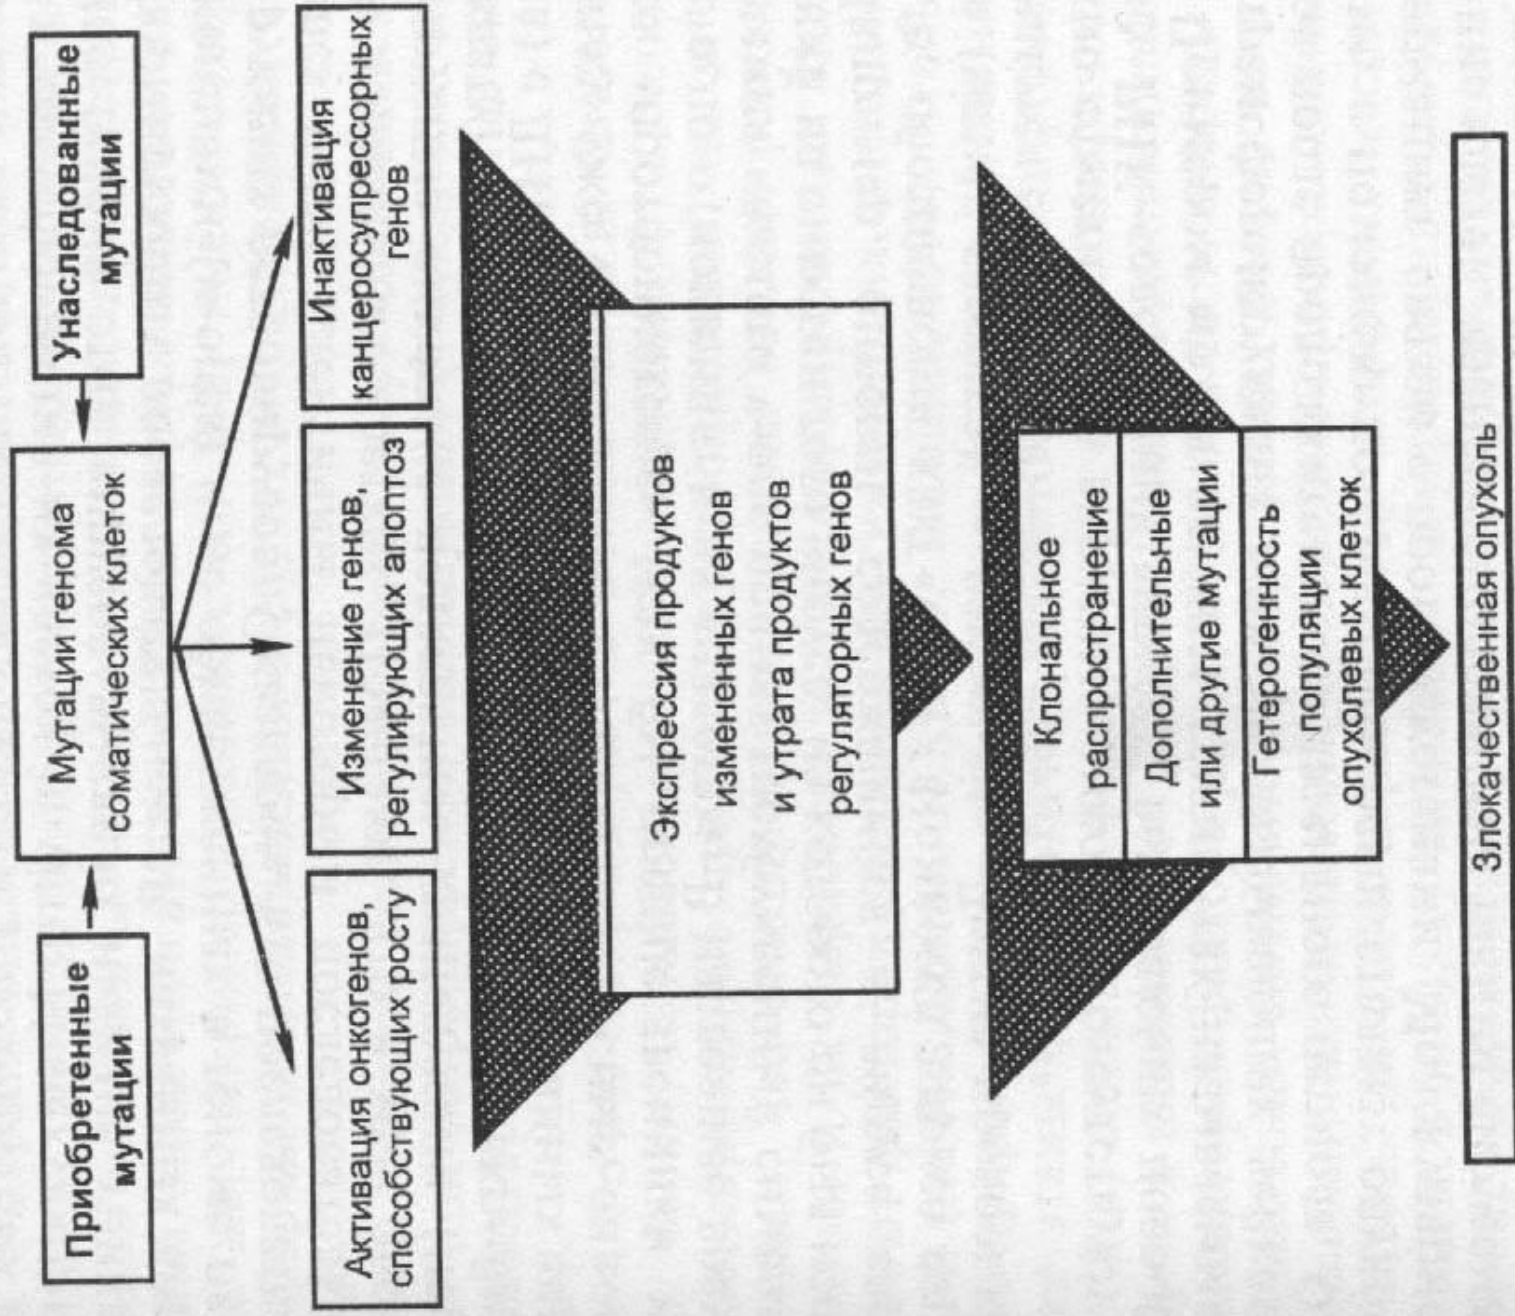 Приобретенные
мутации
Мутации генома
соматических клеток
Унаследованные
мутации
Активация онкогенов,
способствующих росту
Изменение генов,
регулирующих апоптоз
Инактивация
канцеросупрессорных
генов
Экспрессия продуктов
измененных генов
и утрата продуктов
регуляторных генов
Клональное
распространение
Дополнительные
или другие мутации
Гетерогенность
популяции
опухолевых клеток
Злокачественная опухоль